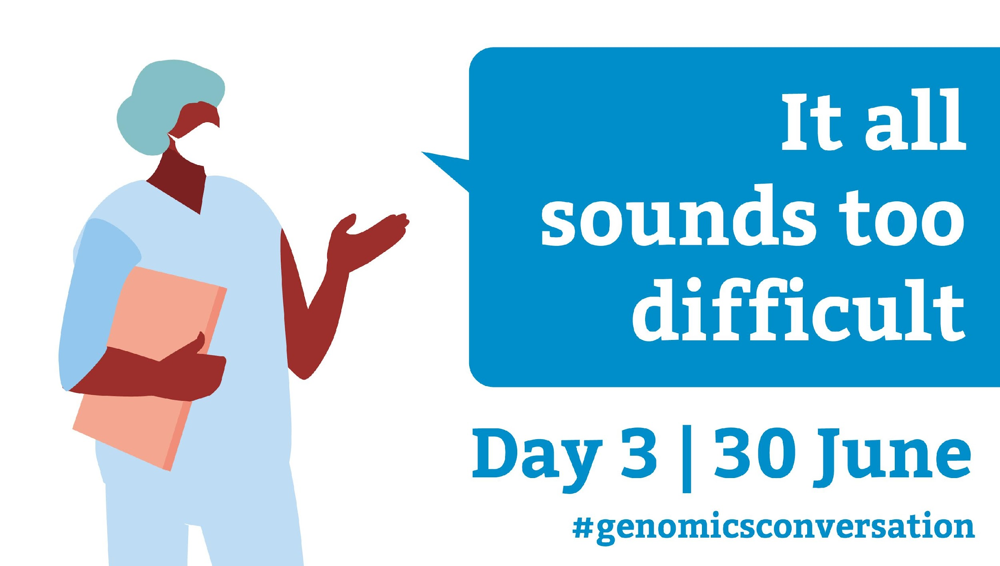 It all
sounds too
difficult
Day 3 | 30 June
#genomicsconversation